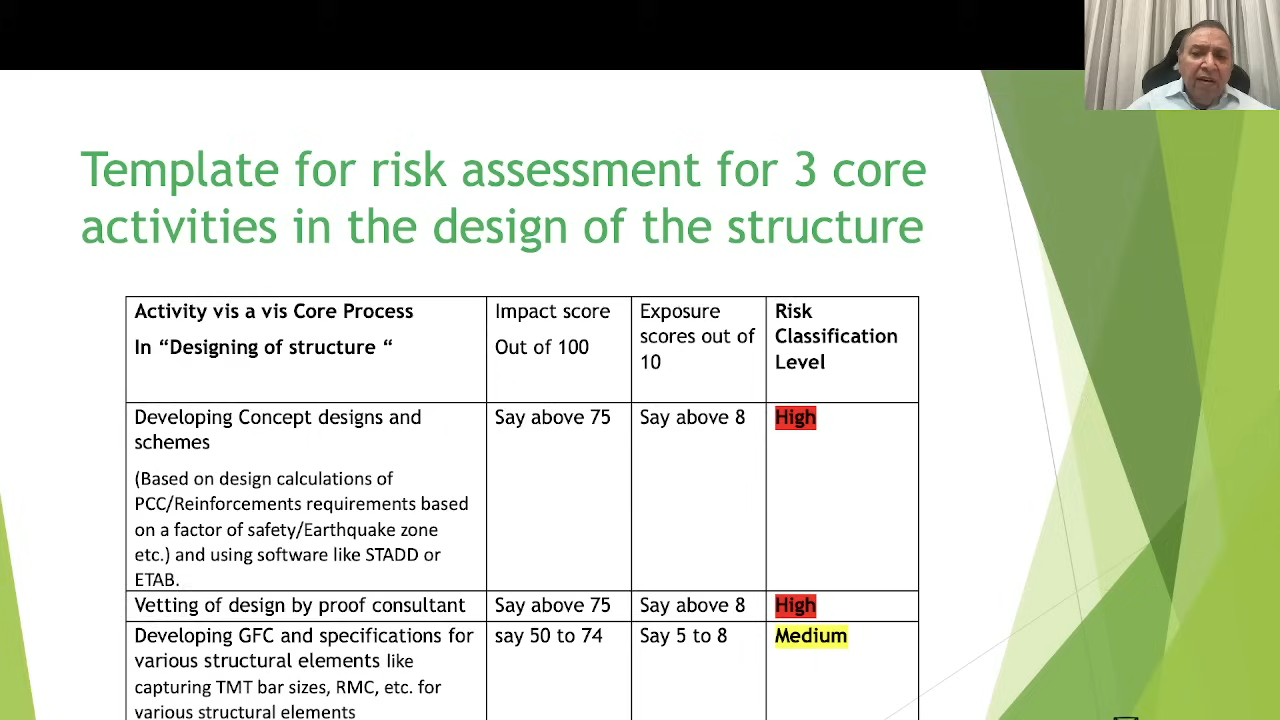 Template for risk assessment for 3 core
activities in the design of the structure
Activity vis a vis Core Process
In “Designing of structure “
Impact score
Out of 100
Exposure
scores out of
10
Risk
Classification
Level
Developing Concept designs and
schemes
(Based on design calculations of
PCC/Reinforcements requirements based
on a factor of safety/Earthquake zone
etc.) and using software like STADD or
ETAB.
Say above 75
Say above 8
High
Vetting of design by proof consultant
Say above 75
Say above 8
High
Developing GFC and specifications for
various structural elements like
capturing TMT bar sizes, RMC, etc. for
various structural elements
say 50 to 74
Say 5 to 8
Medium